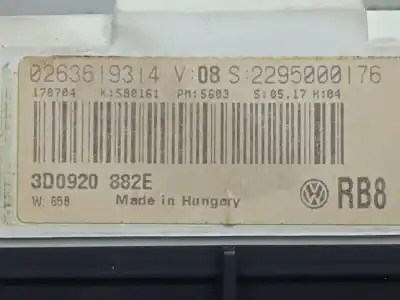 0263619314 V:08 S:2295000176
170704 K:580161 PM:5603 S:05.17 H:04
3D0920 882E
W: 658 Made in Hungary RB8